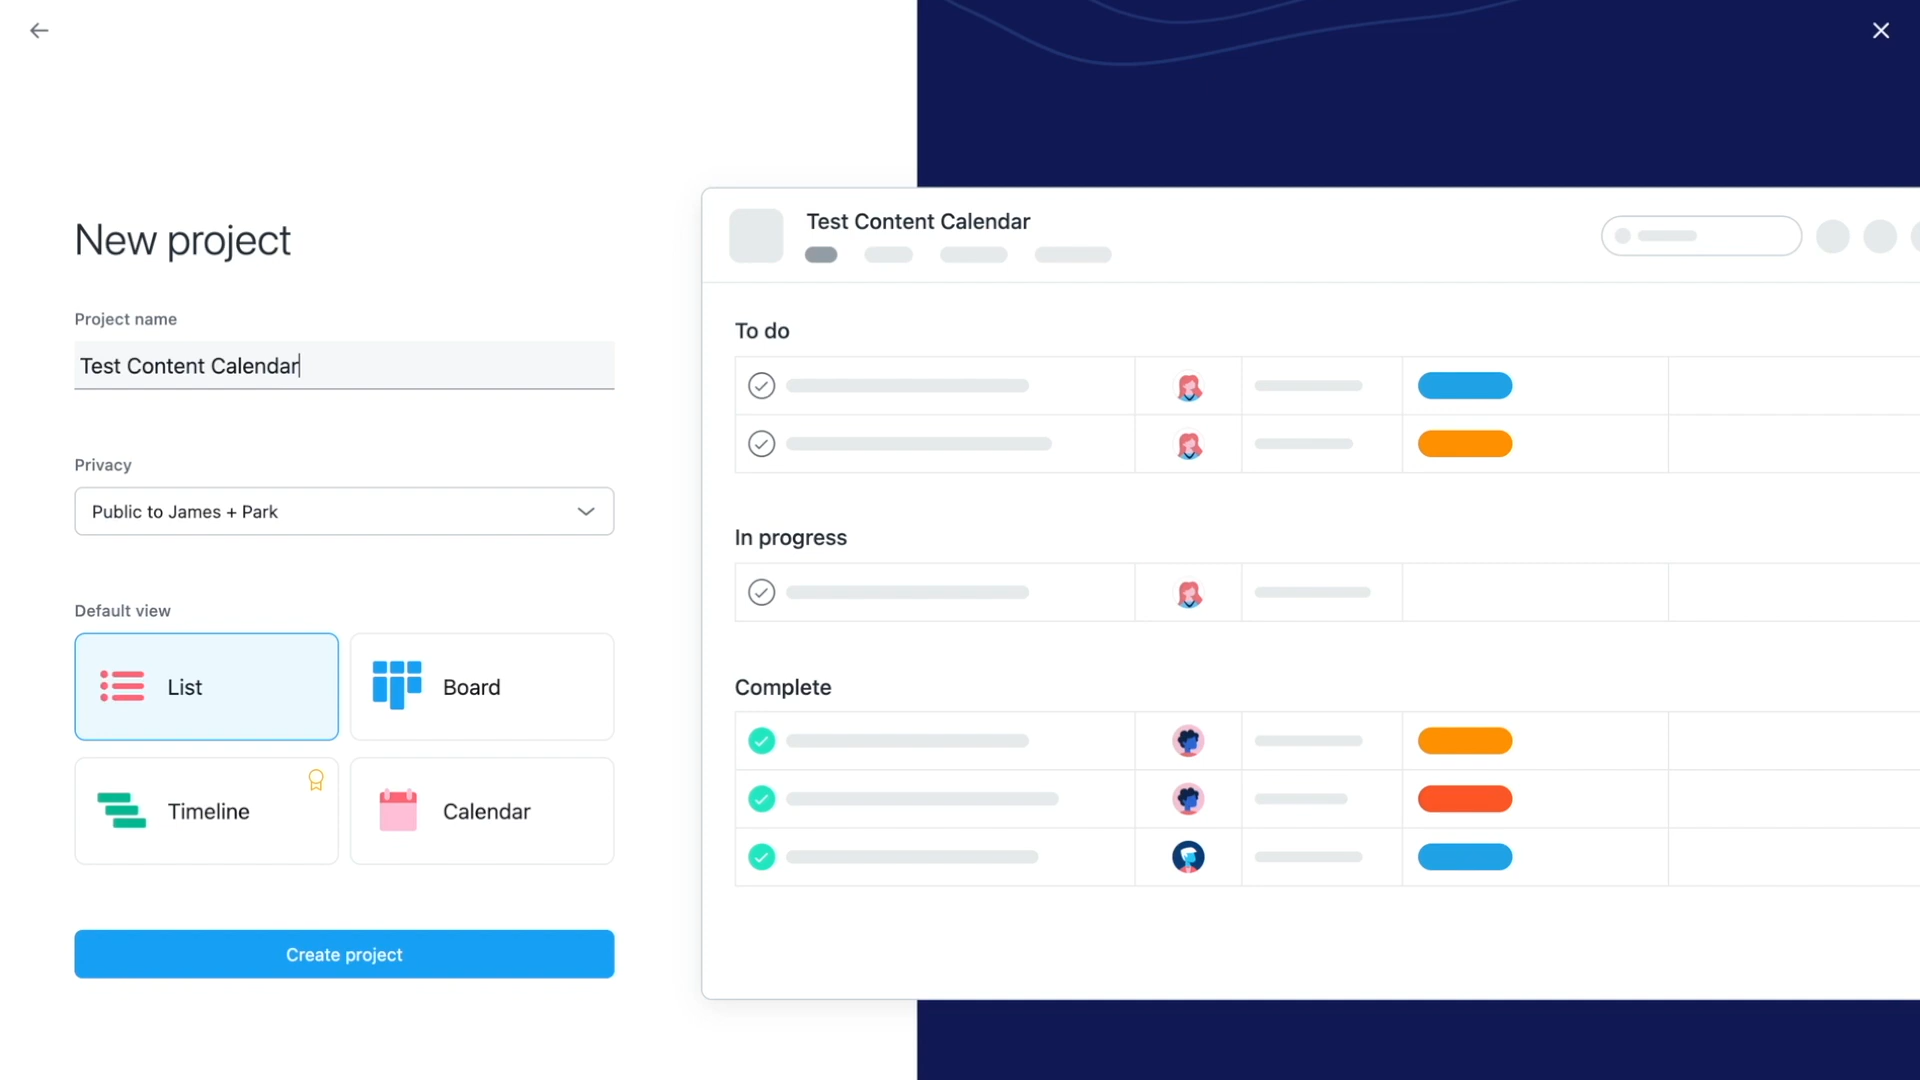 New project
Project name
Test Content Calendar
Privacy
Public to James + Park
Default view
List
Board
Timeline
Calendar
Create project
Test Content Calendar
To do
In progress
Complete